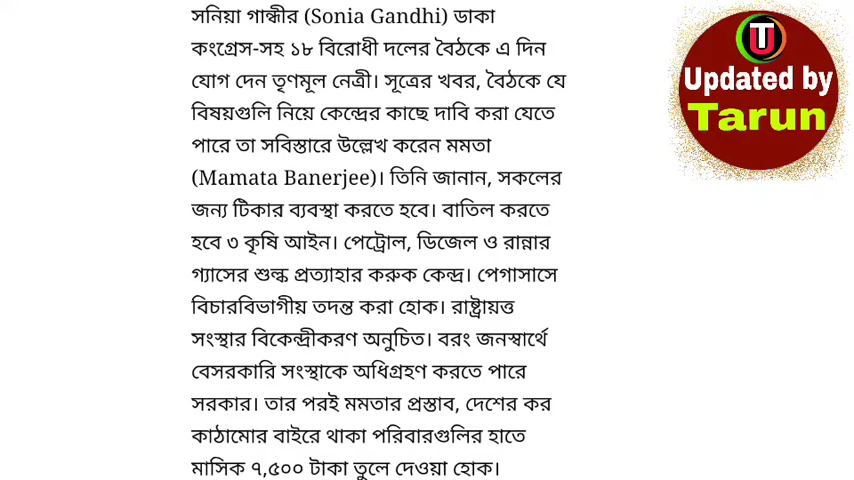 সনিয়া গান্ধীর (Sonia Gandhi) ডাকা
কংগ্রেস-সহ ১৮ বিরোধী দলের বৈঠকে এ দিন
যোগ দেন তৃণমূল নেত্রী। সূত্রের খবর, বৈঠকে যে
বিষয়গুলি নিয়ে কেন্দ্রের কাছে দাবি করা যেতে
পারে তা সবিস্তারে উল্লেখ করেন মমতা
(Mamata Banerjee)। তিনি জানান, সকলের
জন্য টিকার ব্যবস্থা করতে হবে। বাতিল করতে
হবে ৩ কৃষি আইন। পেট্রোল, ডিজেল ও রান্নার
গ্যাসের শুল্ক প্রত্যাহার করুক কেন্দ্র। পেগাসাসে
বিচারবিভাগীয় তদন্ত করা হোক। রাষ্ট্রায়ত্ত
সংস্থার বিকেন্দ্রীকরণ অনুচিত। বরং জনস্বার্থে
বেসরকারি সংস্থাকে অধিগ্রহণ করতে পারে
সরকার। তার পরই মমতার প্রস্তাব, দেশের কর
কাঠামোর বাইরে থাকা পরিবারগুলির হাতে
মাসিক ৭,৫০০ টাকা তুলে দেওয়া হোক।
TU
Updated by
Tarun